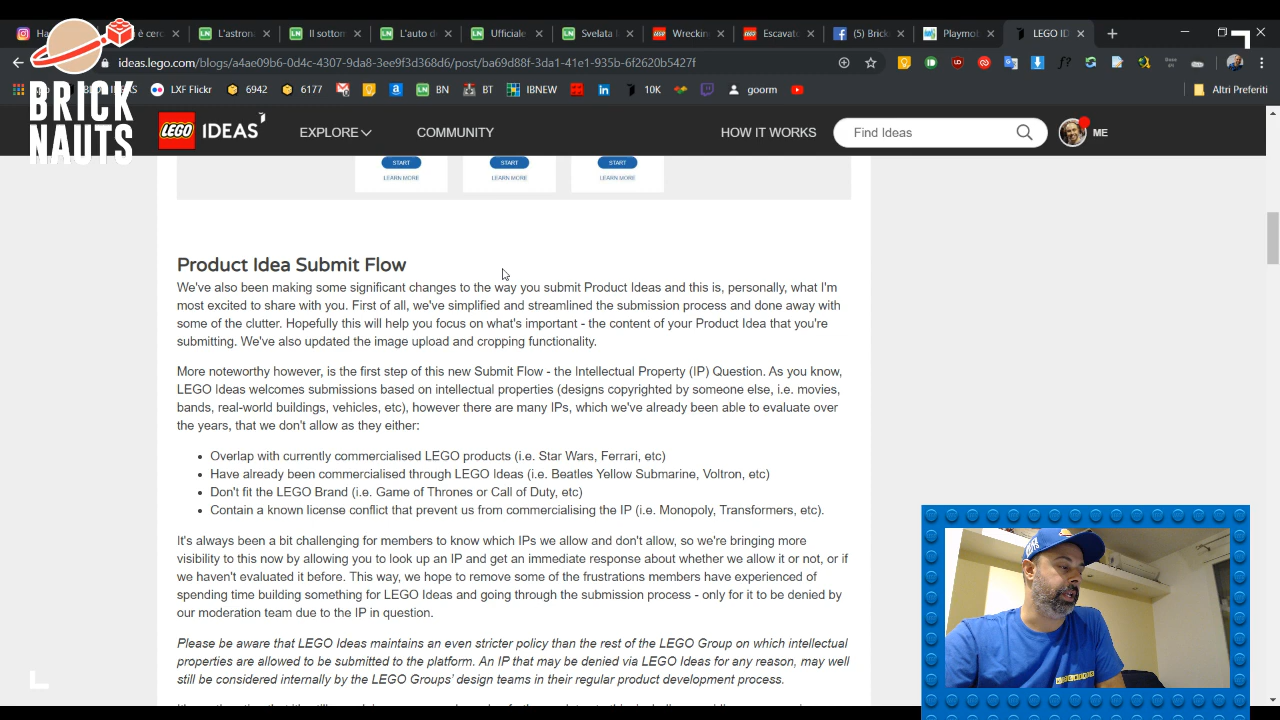 Ha
è cerc
L'astron
Il sottom
L'auto d
Ufficiale
Svelata l
Wreckin
Escavate
(5) Brick
Playmot
LEGO ID
ideas.lego.com/blogs/a4ae09b6-0d4c-4307-9da8-3ee9f3d368d6/post/ba69d88f-3da1-41e1-935b-6f2620b5427f
LXF Flickr
6942
6177
BN
BT
IBNEW
10K
goorm
Altri Preferiti
BRICK
NAUTS
LEGO IDEAS
EXPLORE
COMMUNITY
HOW IT WORKS
Find Ideas
ME
START START START
LEARN MORE LEARN MORE LEARN MORE
Product Idea Submit Flow
We've also been making some significant changes to the way you submit Product Ideas and this is, personally, what I'm
most excited to share with you. First of all, we've simplified and streamlined the submission process and done away with
some of the clutter. Hopefully this will help you focus on what's important - the content of your Product Idea that you're
submitting. We've also updated the image upload and cropping functionality.
More noteworthy however, is the first step of this new Submit Flow - the Intellectual Property (IP) Question. As you know,
LEGO Ideas welcomes submissions based on intellectual properties (designs copyrighted by someone else, i.e. movies,
bands, real-world buildings, vehicles, etc), however there are many IPs, which we've already been able to evaluate over
the years, that we don't allow as they either:
• Overlap with currently commercialised LEGO products (i.e. Star Wars, Ferrari, etc)
• Have already been commercialised through LEGO Ideas (i.e. Beatles Yellow Submarine, Voltron, etc)
• Don't fit the LEGO Brand (i.e. Game of Thrones or Call of Duty, etc)
• Contain a known license conflict that prevent us from commercialising the IP (i.e. Monopoly, Transformers, etc).
It's always been a bit challenging for members to know which IPs we allow and don't allow, so we're bringing more
visibility to this now by allowing you to look up an IP and get an immediate response about whether we allow it or not, or if
we haven't evaluated it before. This way, we hope to remove some of the frustrations members have experienced of
spending time building something for LEGO Ideas and going through the submission process - only for it to be denied by
our moderation team due to the IP in question.
Please be aware that LEGO Ideas maintains an even stricter policy than the rest of the LEGO Group on which intellectual
properties are allowed to be submitted to the platform. An IP that may be denied via LEGO Ideas for any reason, may well
still be considered internally by the LEGO Groups' design teams in their regular product development process.